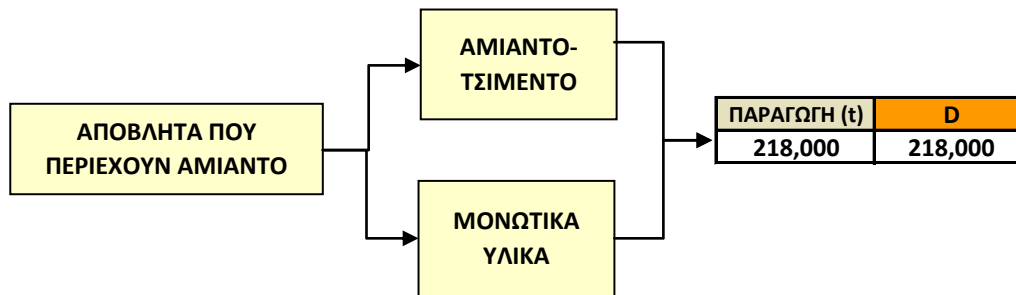 ΑΠΟΒΛΗΤΑ ΠΟΥ
ΠΕΡΙΕΧΟΥΝ ΑΜΙΑΝΤΟ
ΑΜΙΑΝΤΟ-
ΤΣΙΜΕΝΤΟ
ΜΟΝΩΤΙΚΑ
ΥΛΙΚΑ
ΠΑΡΑΓΩΓΗ (t) D
218,000 218,000